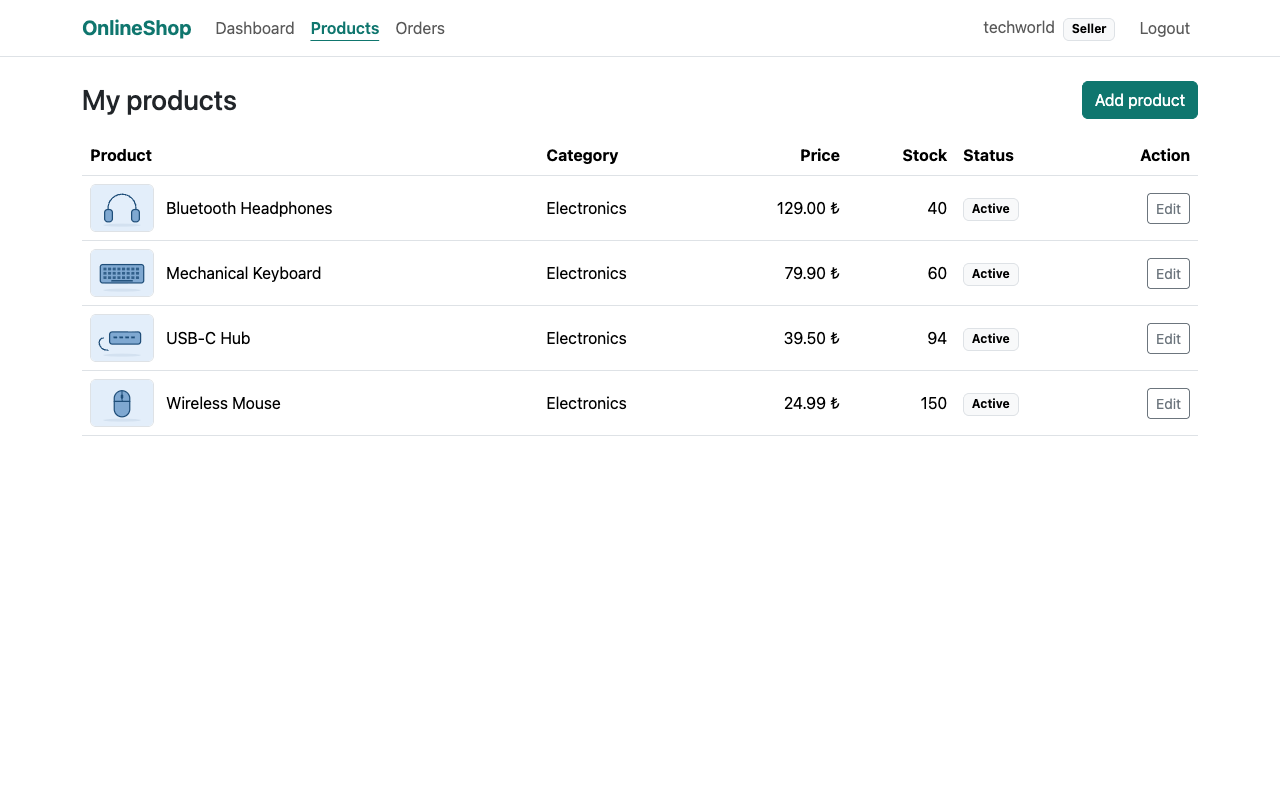 OnlineShop Dashboard Products Orders techworld Seller Logout
My products Add product
Product Category Price Stock Status Action
Bluetooth Headphones Electronics 129.00 ₺ 40 Active Edit
Mechanical Keyboard Electronics 79.90 ₺ 60 Active Edit
USB-C Hub Electronics 39.50 ₺ 94 Active Edit
Wireless Mouse Electronics 24.99 ₺ 150 Active Edit